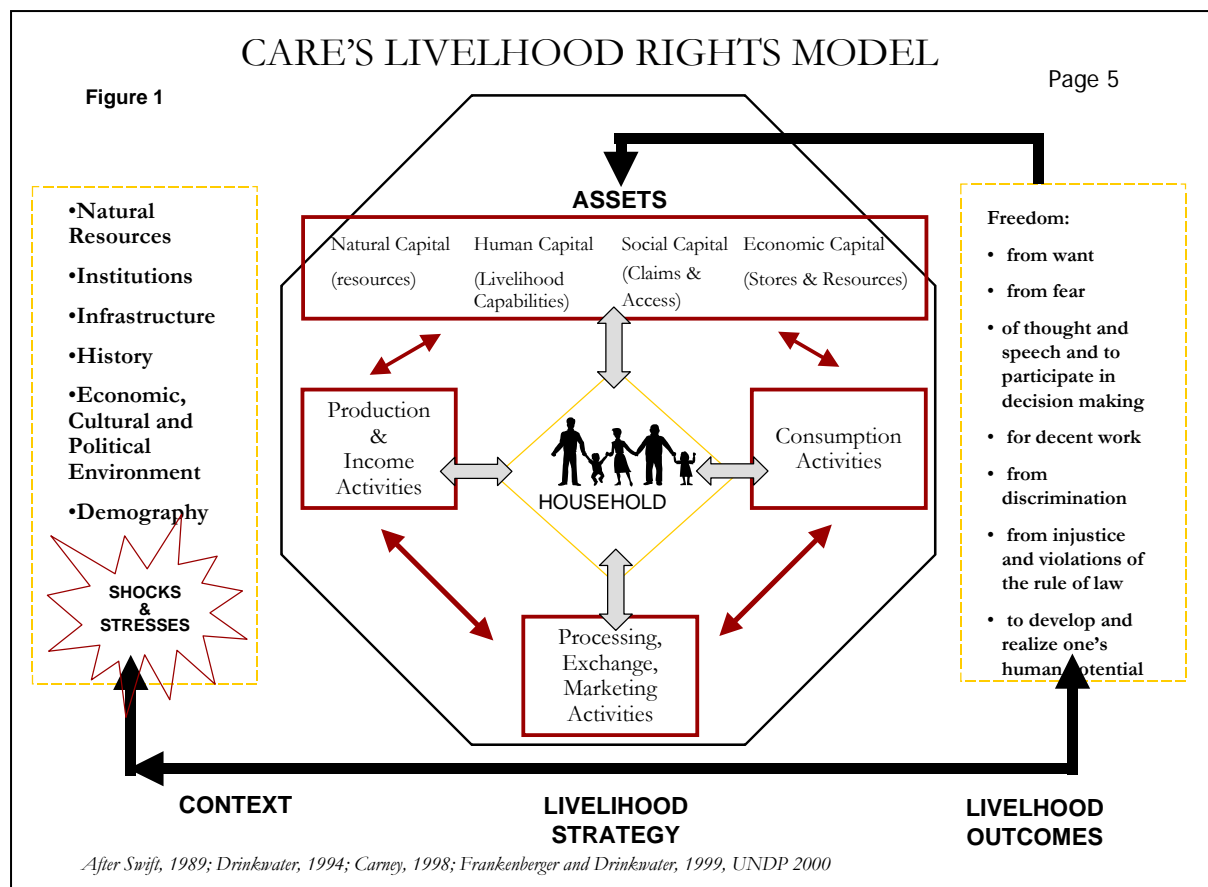 CARE'S LIVELHOOD RIGHTS MODEL
Page 5
Figure 1
•Natural
Resources
•Institutions
•Infrastructure
•History
•Economic,
Cultural and
Political
Environment
•Demography
SHOCKS
&
STRESSES
ASSETS
Natural Capital
(resources)
Human Capital
(Livelihood
Capabilities)
Social Capital
(Claims &
Access)
Economic Capital
(Stores & Resources)
Production
&
Income
Activities
HOUSEHOLD
Consumption
Activities
Processing,
Exchange,
Marketing
Activities
Freedom:
• from want
• from fear
• of thought and
speech and to
participate in
decision making
• for decent work
• from
discrimination
• from injustice
and violations of
the rule of law
• to develop and
realize one's
human potential
CONTEXT
LIVELIHOOD
STRATEGY
LIVELHOOD
OUTCOMES
After Swift, 1989; Drinkwater, 1994; Carney, 1998; Frankenberger and Drinkwater, 1999, UNDP 2000